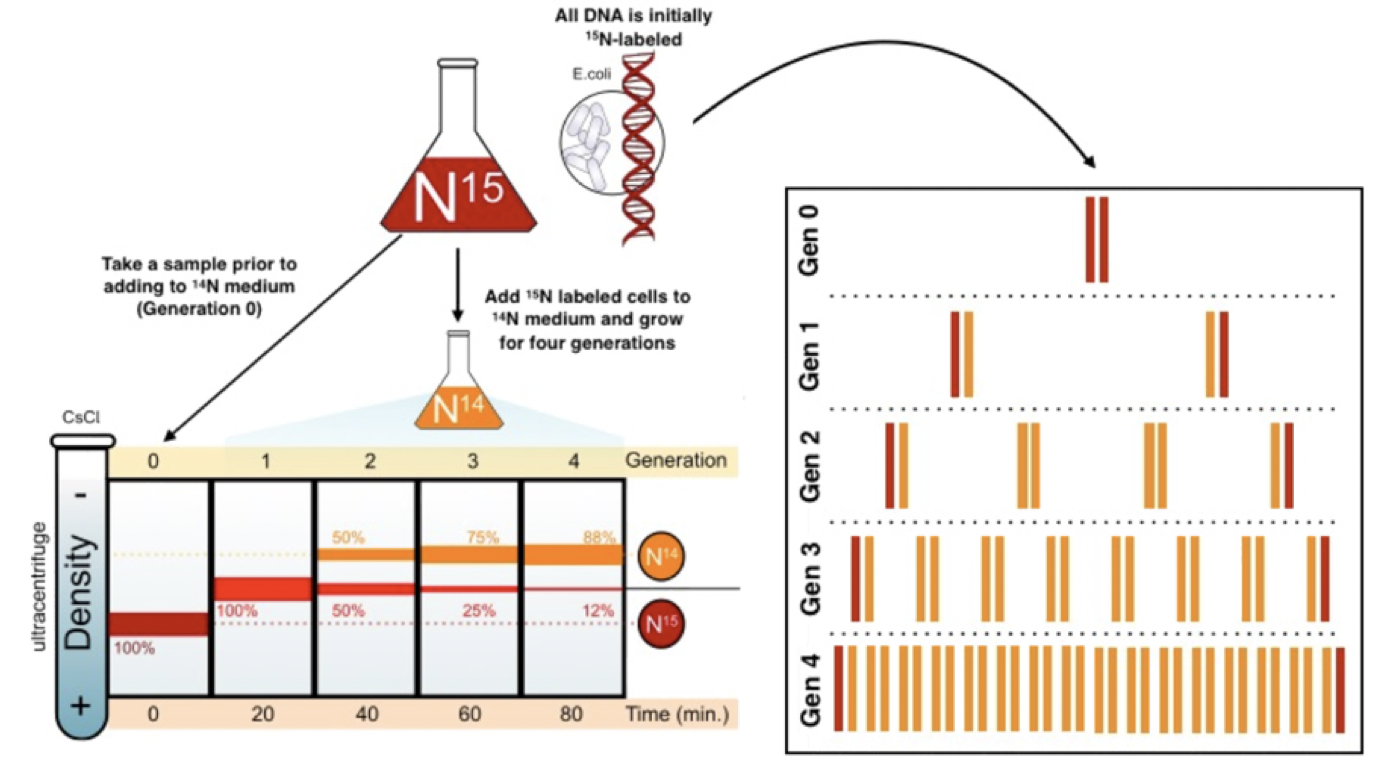 All DNA is initially
¹⁵N-labeled
E.coli
N¹⁵
Take a sample prior to
adding to ¹⁴N medium
(Generation 0)
Add ¹⁵N labeled cells to
¹⁴N medium and grow
for four generations
N¹⁴
CsCl
0 1 2 3 4 Generation
ultracentrifuge
- Density +
50% 75% 88%
N¹⁴
100% 50% 25% 12%
N¹⁵
100%
0 20 40 60 80 Time (min.)
Gen 0
Gen 1
Gen 2
Gen 3
Gen 4